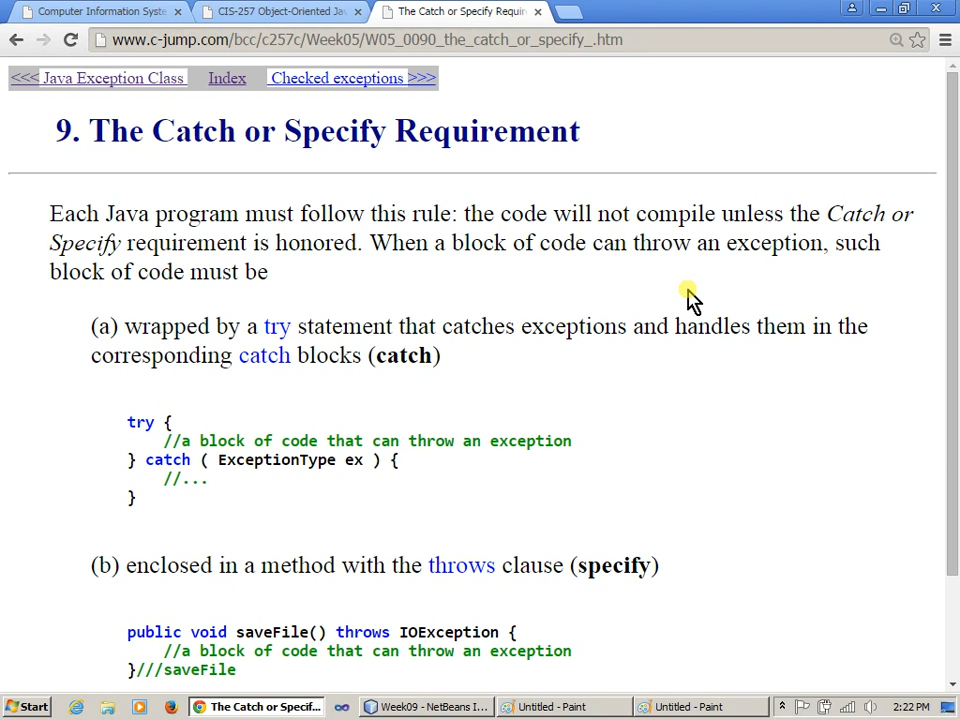 Computer Information Syste
CIS-257 Object-Oriented Jav
The Catch or Specify Requir
www.c-jump.com/bcc/c257c/Week05/W05_0090_the_catch_or_specify_.htm
<<< Java Exception Class Index Checked exceptions >>>
9. The Catch or Specify Requirement
Each Java program must follow this rule: the code will not compile unless the Catch or
Specify requirement is honored. When a block of code can throw an exception, such
block of code must be
(a) wrapped by a try statement that catches exceptions and handles them in the
corresponding catch blocks (catch)
try {
//a block of code that can throw an exception
} catch ( ExceptionType ex ) {
//...
}
(b) enclosed in a method with the throws clause (specify)
public void saveFile() throws IOException {
//a block of code that can throw an exception
}///saveFile
Start
The Catch or Specif...
Week09 - NetBeans I...
Untitled - Paint
Untitled - Paint
2:22 PM